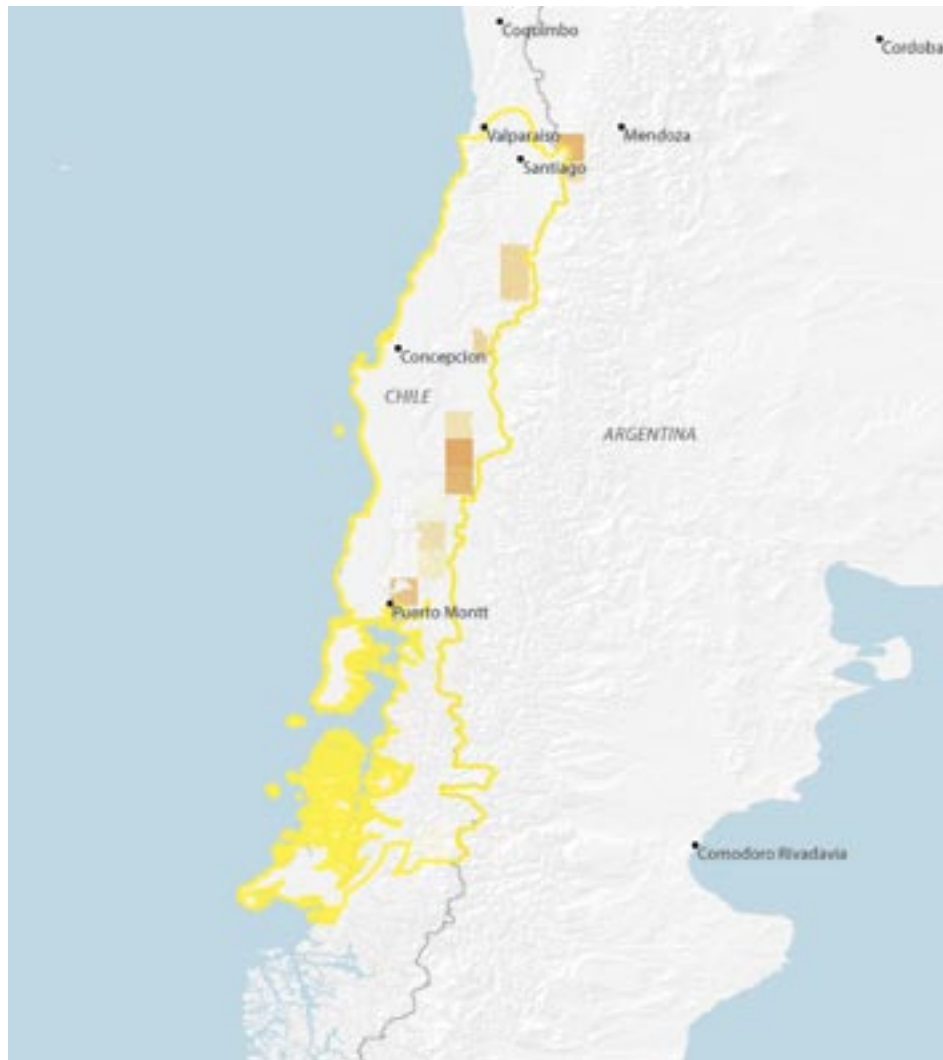 Coquimbo
Cordoba
Valparaiso
Mendoza
Santiago
Concepcion
CHILE
ARGENTINA
Puerto Montt
Comodoro Rivadavia